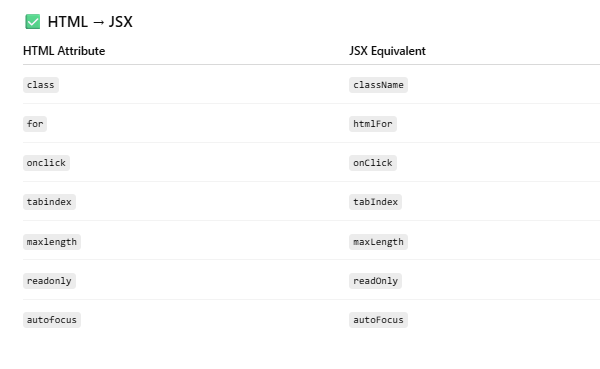 ✅ HTML → JSX
HTML Attribute JSX Equivalent
class className
for htmlFor
onclick onClick
tabindex tabIndex
maxlength maxLength
readonly readOnly
autofocus autoFocus